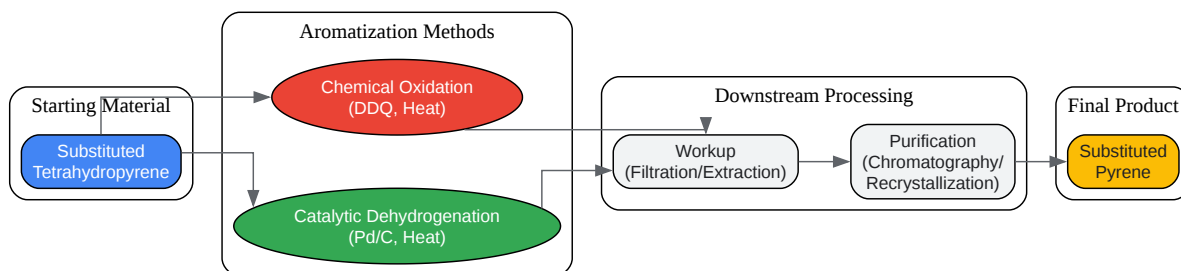 Starting Material
Substituted
Tetrahydropyrene
Aromatization Methods
Chemical Oxidation
(DDQ, Heat)
Catalytic Dehydrogenation
(Pd/C, Heat)
Downstream Processing
Workup
(Filtration/Extraction)
Purification
(Chromatography/
Recrystallization)
Final Product
Substituted
Pyrene